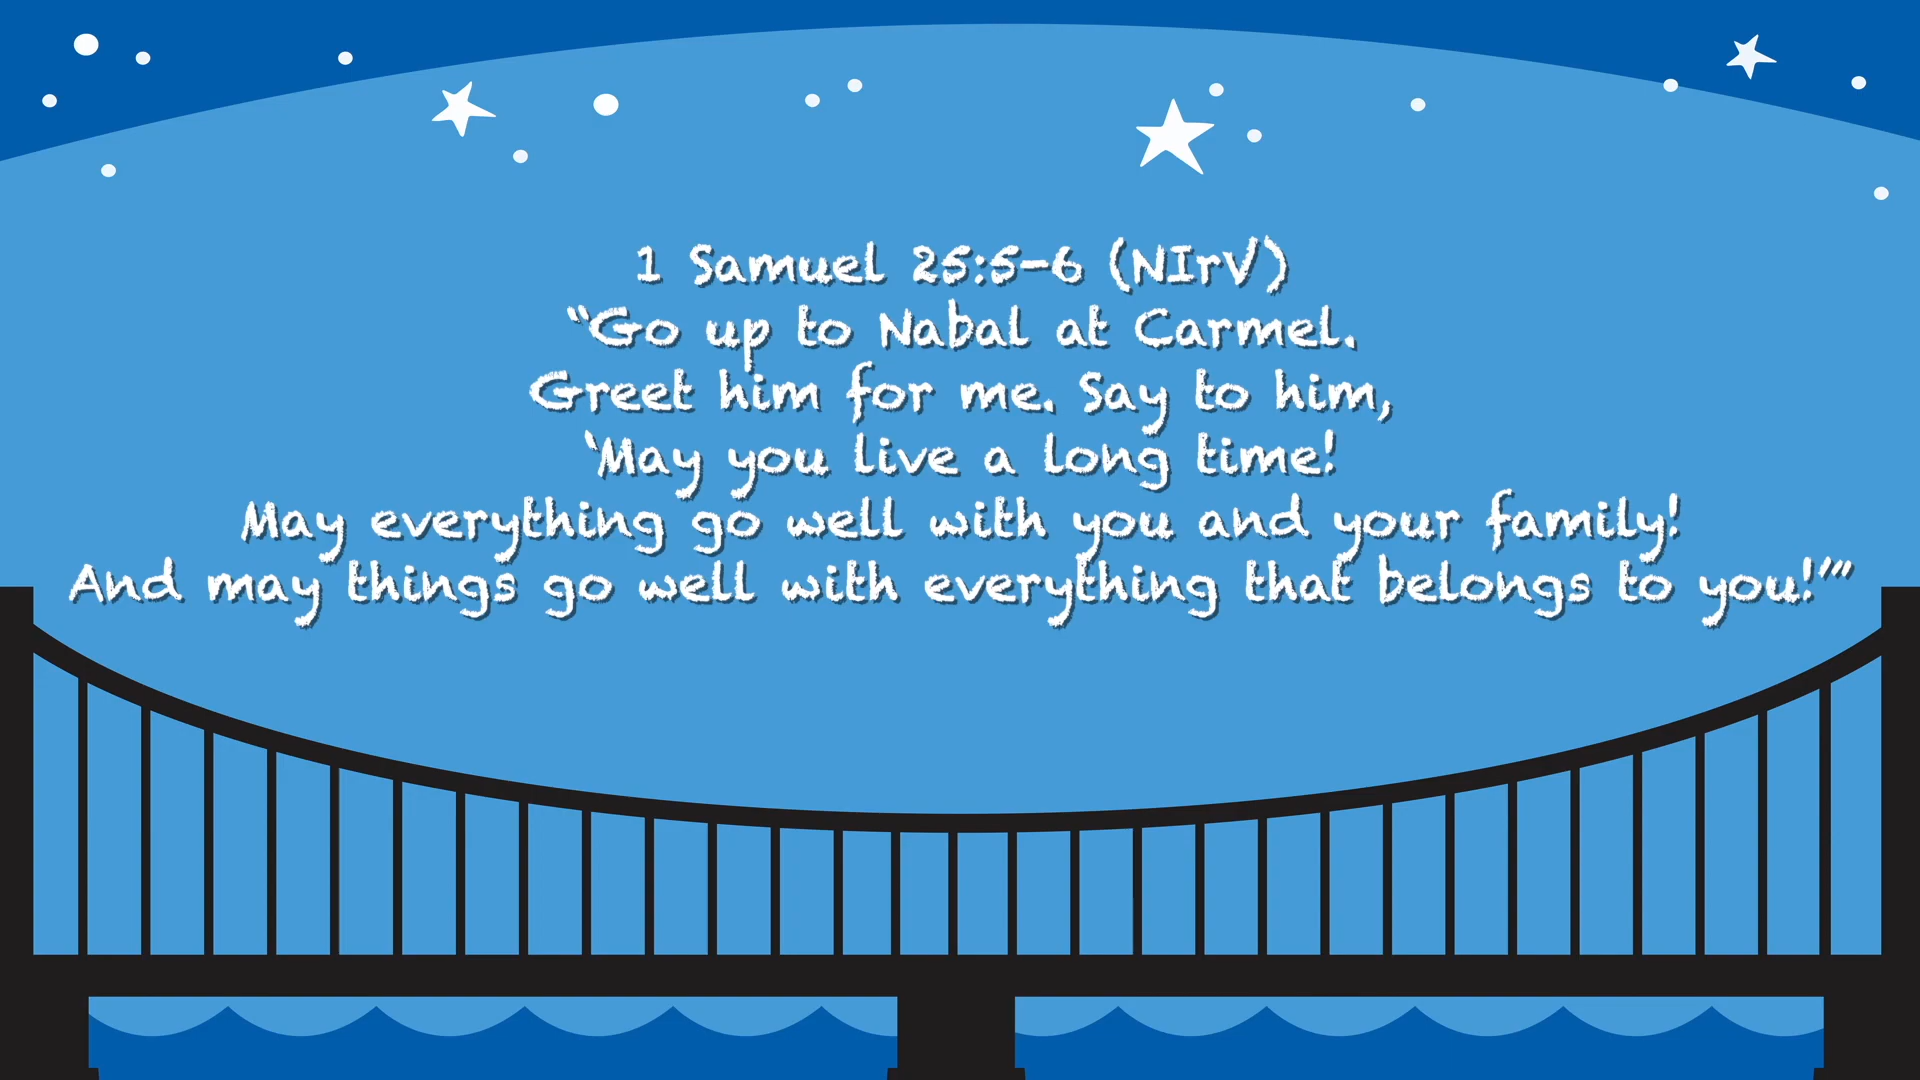 1 Samuel 25:5-6 (NIrV)
“Go up to Nabal at Carmel.
Greet him for me. Say to him,
‘May you live a long time!
May everything go well with you and your family!
And may things go well with everything that belongs to you!’”